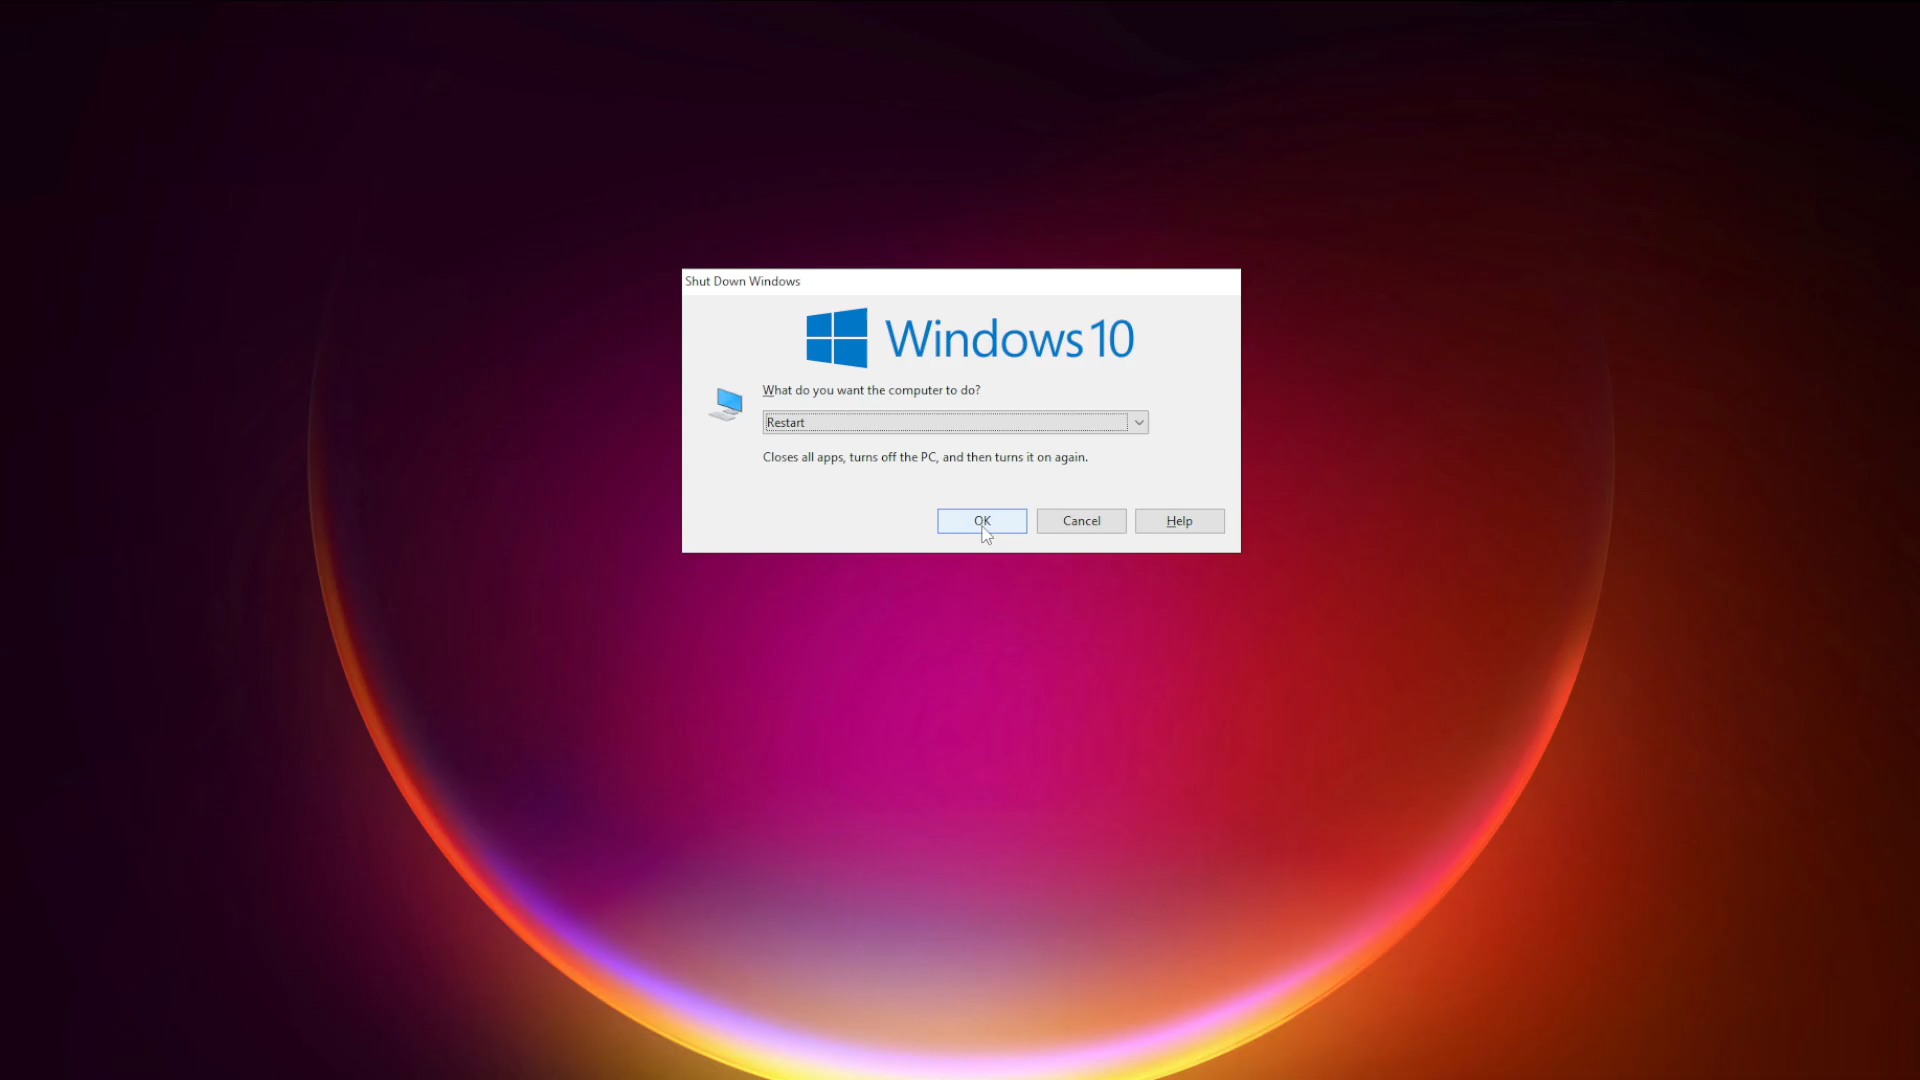 Shut Down Windows
Windows 10
What do you want the computer to do?
Restart
Closes all apps, turns off the PC, and then turns it on again.
OK Cancel Help